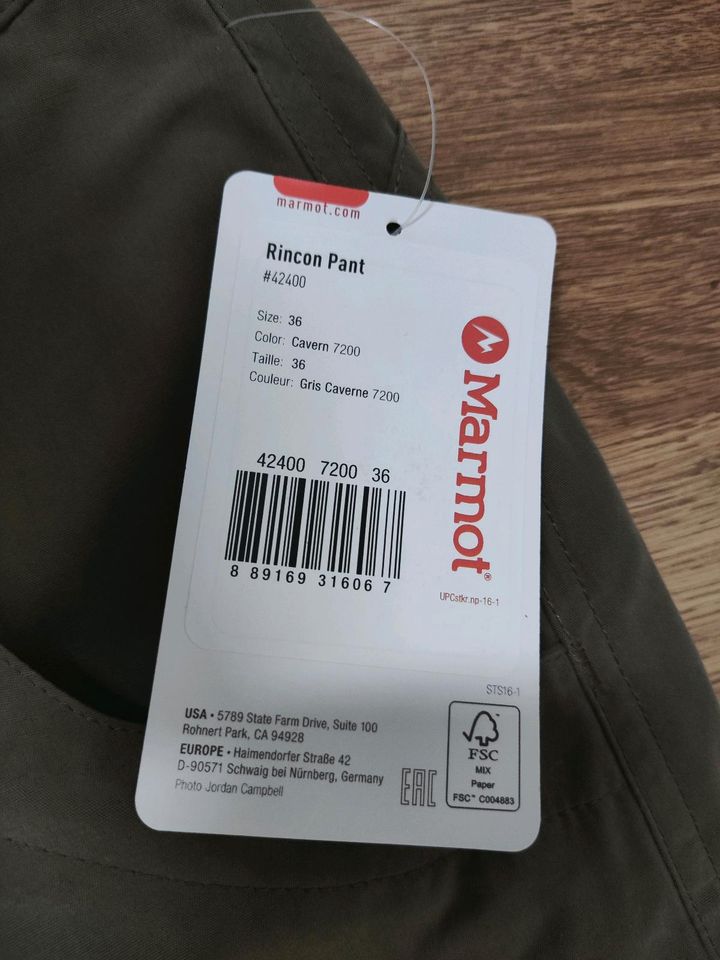 marmot.com
Rincon Pant
#42400
Size: 36
Color: Cavern 7200
Taille: 36
Couleur: Gris Caverne 7200
42400 7200 36
8 89169 31606 7
Marmot®
UPCstkr.np-16-1
STS16-1
USA • 5789 State Farm Drive, Suite 100
Rohnert Park, CA 94928
EUROPE • Haimendorfer Straße 42
D-90571 Schwaig bei Nürnberg, Germany
Photo Jordan Campbell
EAC
FSC
MIX
Paper
FSC™ C004883